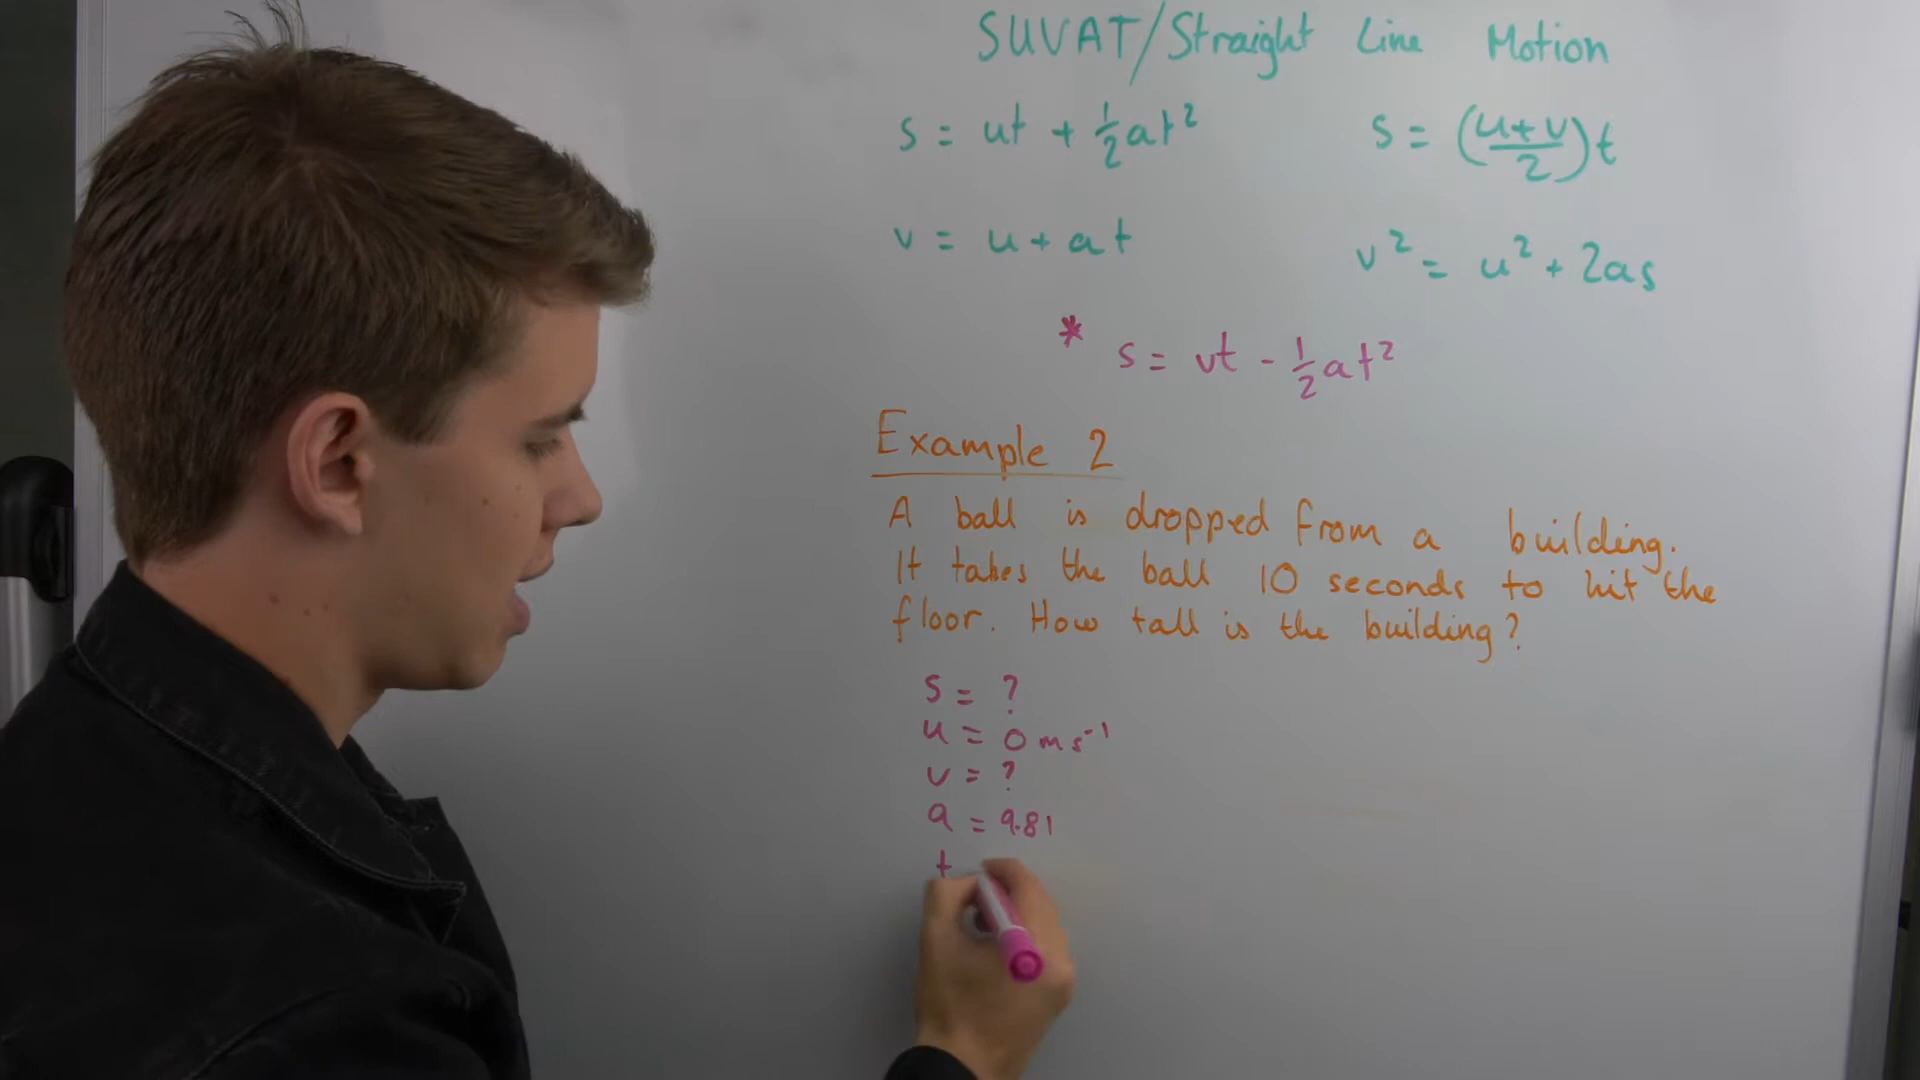 SUVAT/Straight Line Motion
s = ut + ½at²
s = (u+v/2)t
v = u + at
v² = u² + 2as
* s = vt - ½at²
Example 2
A ball is dropped from a building.
It takes the ball 10 seconds to hit the
floor. How tall is the building?
s = ?
u = 0 ms⁻¹
v = ?
a = 9.81
t